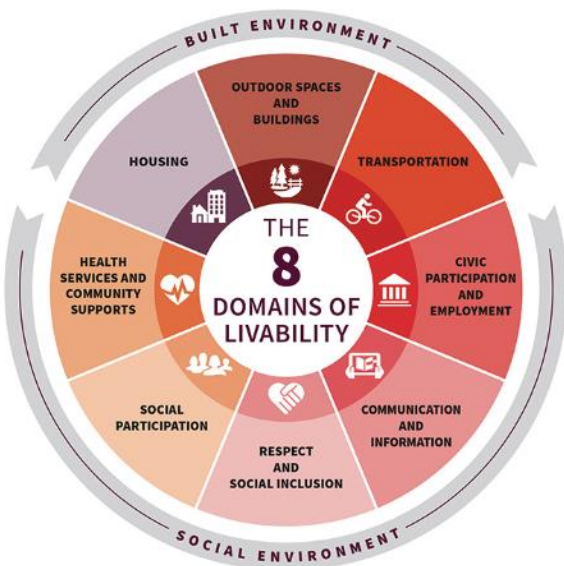 BUILT ENVIRONMENT
OUTDOOR SPACES
AND
BUILDINGS
TRANSPORTATION
CIVIC
PARTICIPATION
AND
EMPLOYMENT
COMMUNICATION
AND
INFORMATION
RESPECT
AND
SOCIAL INCLUSION
SOCIAL
PARTICIPATION
HEALTH
SERVICES AND
COMMUNITY
SUPPORTS
HOUSING
THE
8
DOMAINS OF
LIVABILITY
SOCIAL ENVIRONMENT